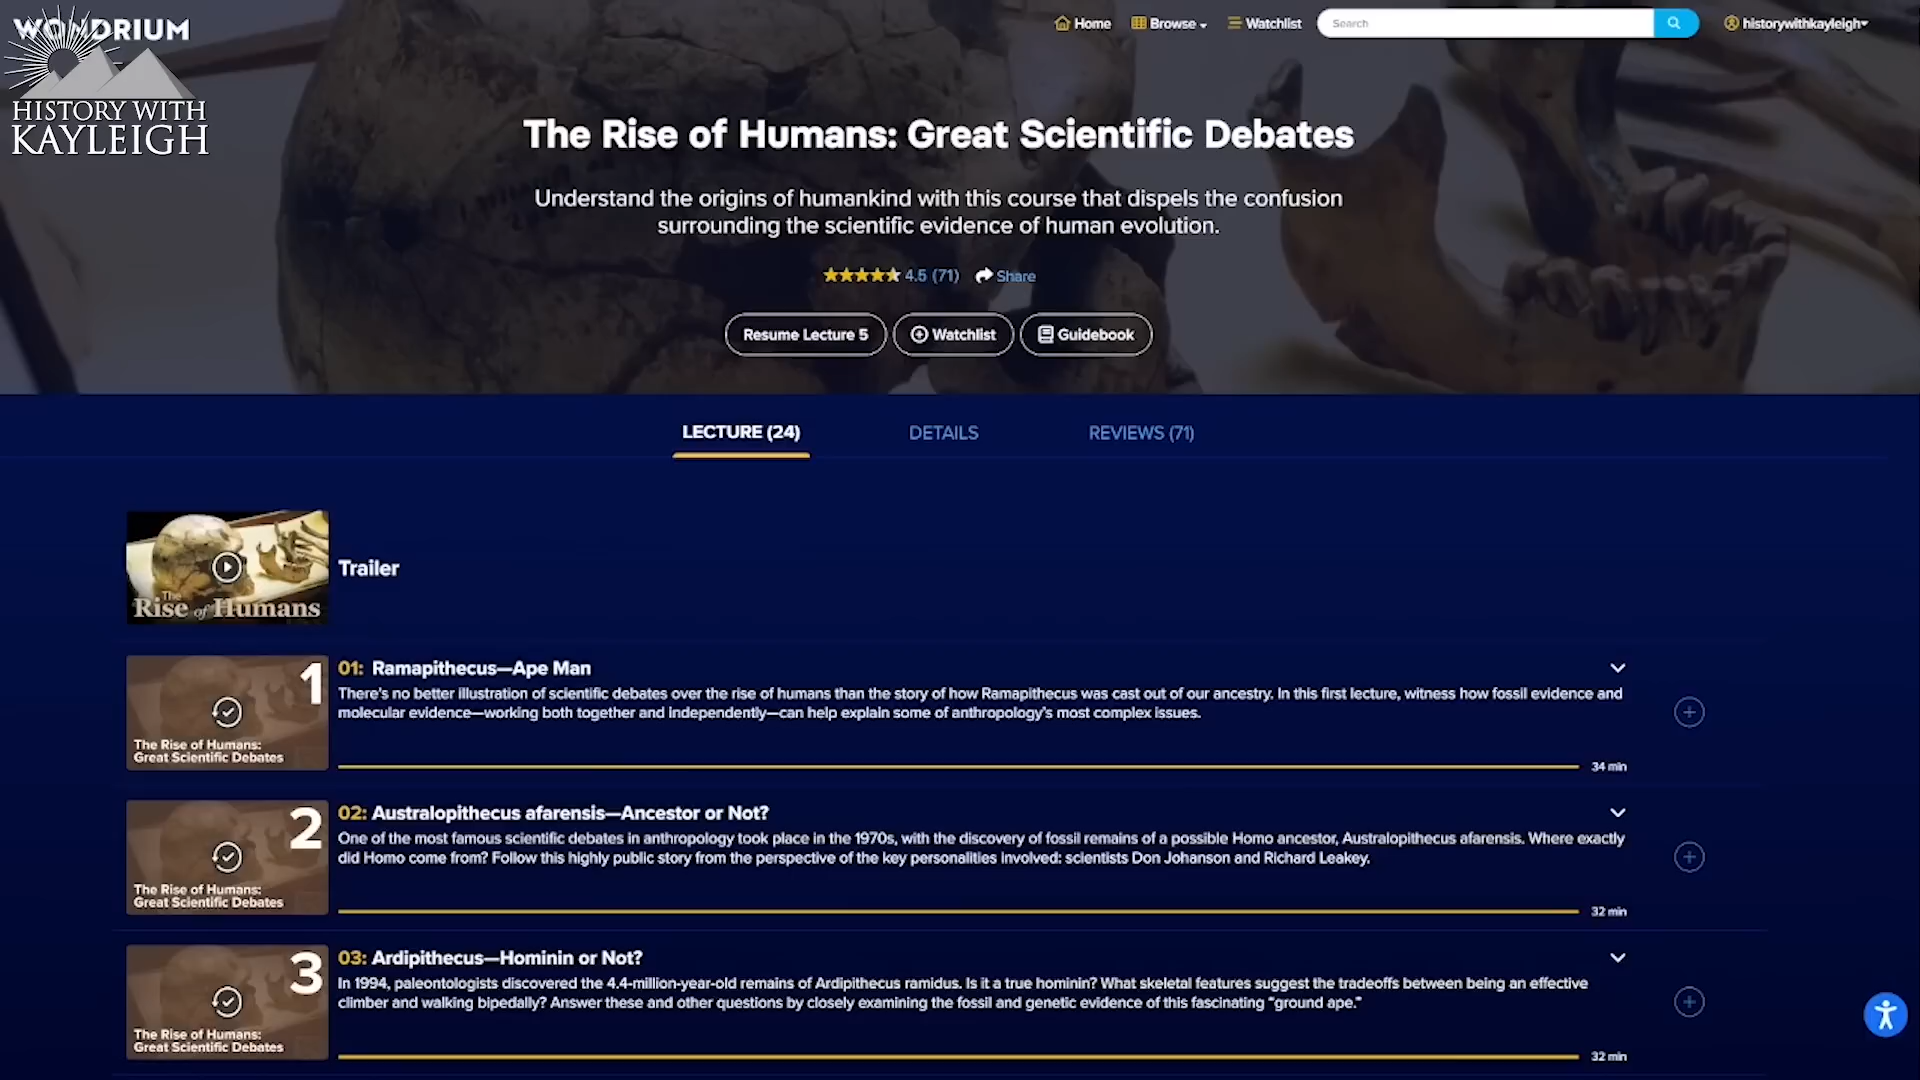 WONDRIUM
HISTORY WITH
KAYLEIGH
Home
Browse
Watchlist
Search
historywithkayleigh
The Rise of Humans: Great Scientific Debates
Understand the origins of humankind with this course that dispels the confusion
surrounding the scientific evidence of human evolution.
4.5 (71)
Share
Resume Lecture 5
Watchlist
Guidebook
LECTURE (24)
DETAILS
REVIEWS (71)
The
Rise of Humans
Trailer
1
The Rise of Humans:
Great Scientific Debates
01: Ramapithecus—Ape Man
There's no better illustration of scientific debates over the rise of humans than the story of how Ramapithecus was cast out of our ancestry. In this first lecture, witness how fossil evidence and
molecular evidence—working both together and independently—can help explain some of anthropology's most complex issues.
34 min
2
The Rise of Humans:
Great Scientific Debates
02: Australopithecus afarensis—Ancestor or Not?
One of the most famous scientific debates in anthropology took place in the 1970s, with the discovery of fossil remains of a possible Homo ancestor, Australopithecus afarensis. Where exactly
did Homo come from? Follow this highly public story from the perspective of the key personalities involved: scientists Don Johanson and Richard Leakey.
32 min
3
The Rise of Humans:
Great Scientific Debates
03: Ardipithecus—Hominin or Not?
In 1994, paleontologists discovered the 4.4-million-year-old remains of Ardipithecus ramidus. Is it a true hominin? What skeletal features suggest the tradeoffs between being an effective
climber and walking bipedally? Answer these and other questions by closely examining the fossil and genetic evidence of this fascinating "ground ape."
32 min